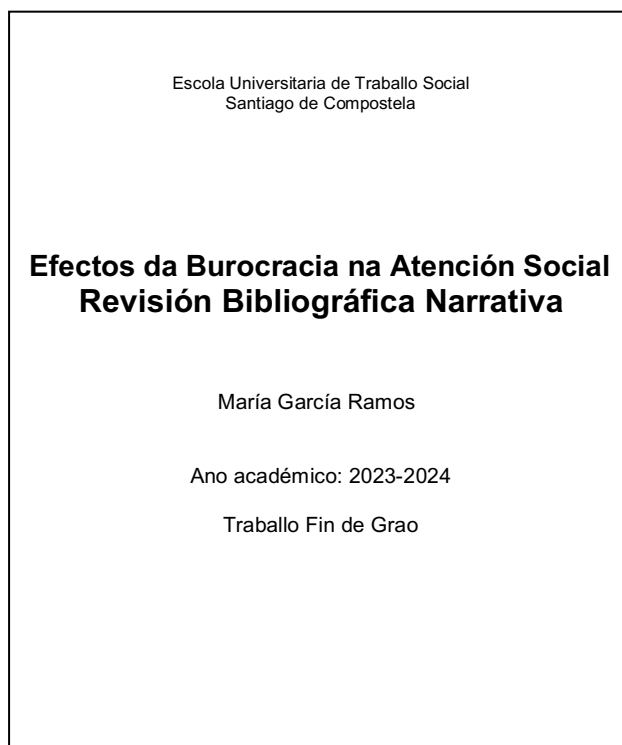 Escola Universitaria de Traballo Social
Santiago de Compostela
Efectos da Burocracia na Atención Social
Revisión Bibliográfica Narrativa
María García Ramos
Ano académico: 2023-2024
Traballo Fin de Grao